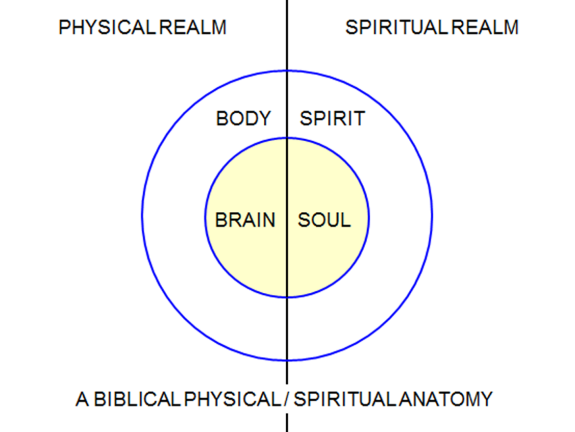 PHYSICAL REALM SPIRITUAL REALM
BODY SPIRIT
BRAIN SOUL
A BIBLICAL PHYSICAL / SPIRITUAL ANATOMY